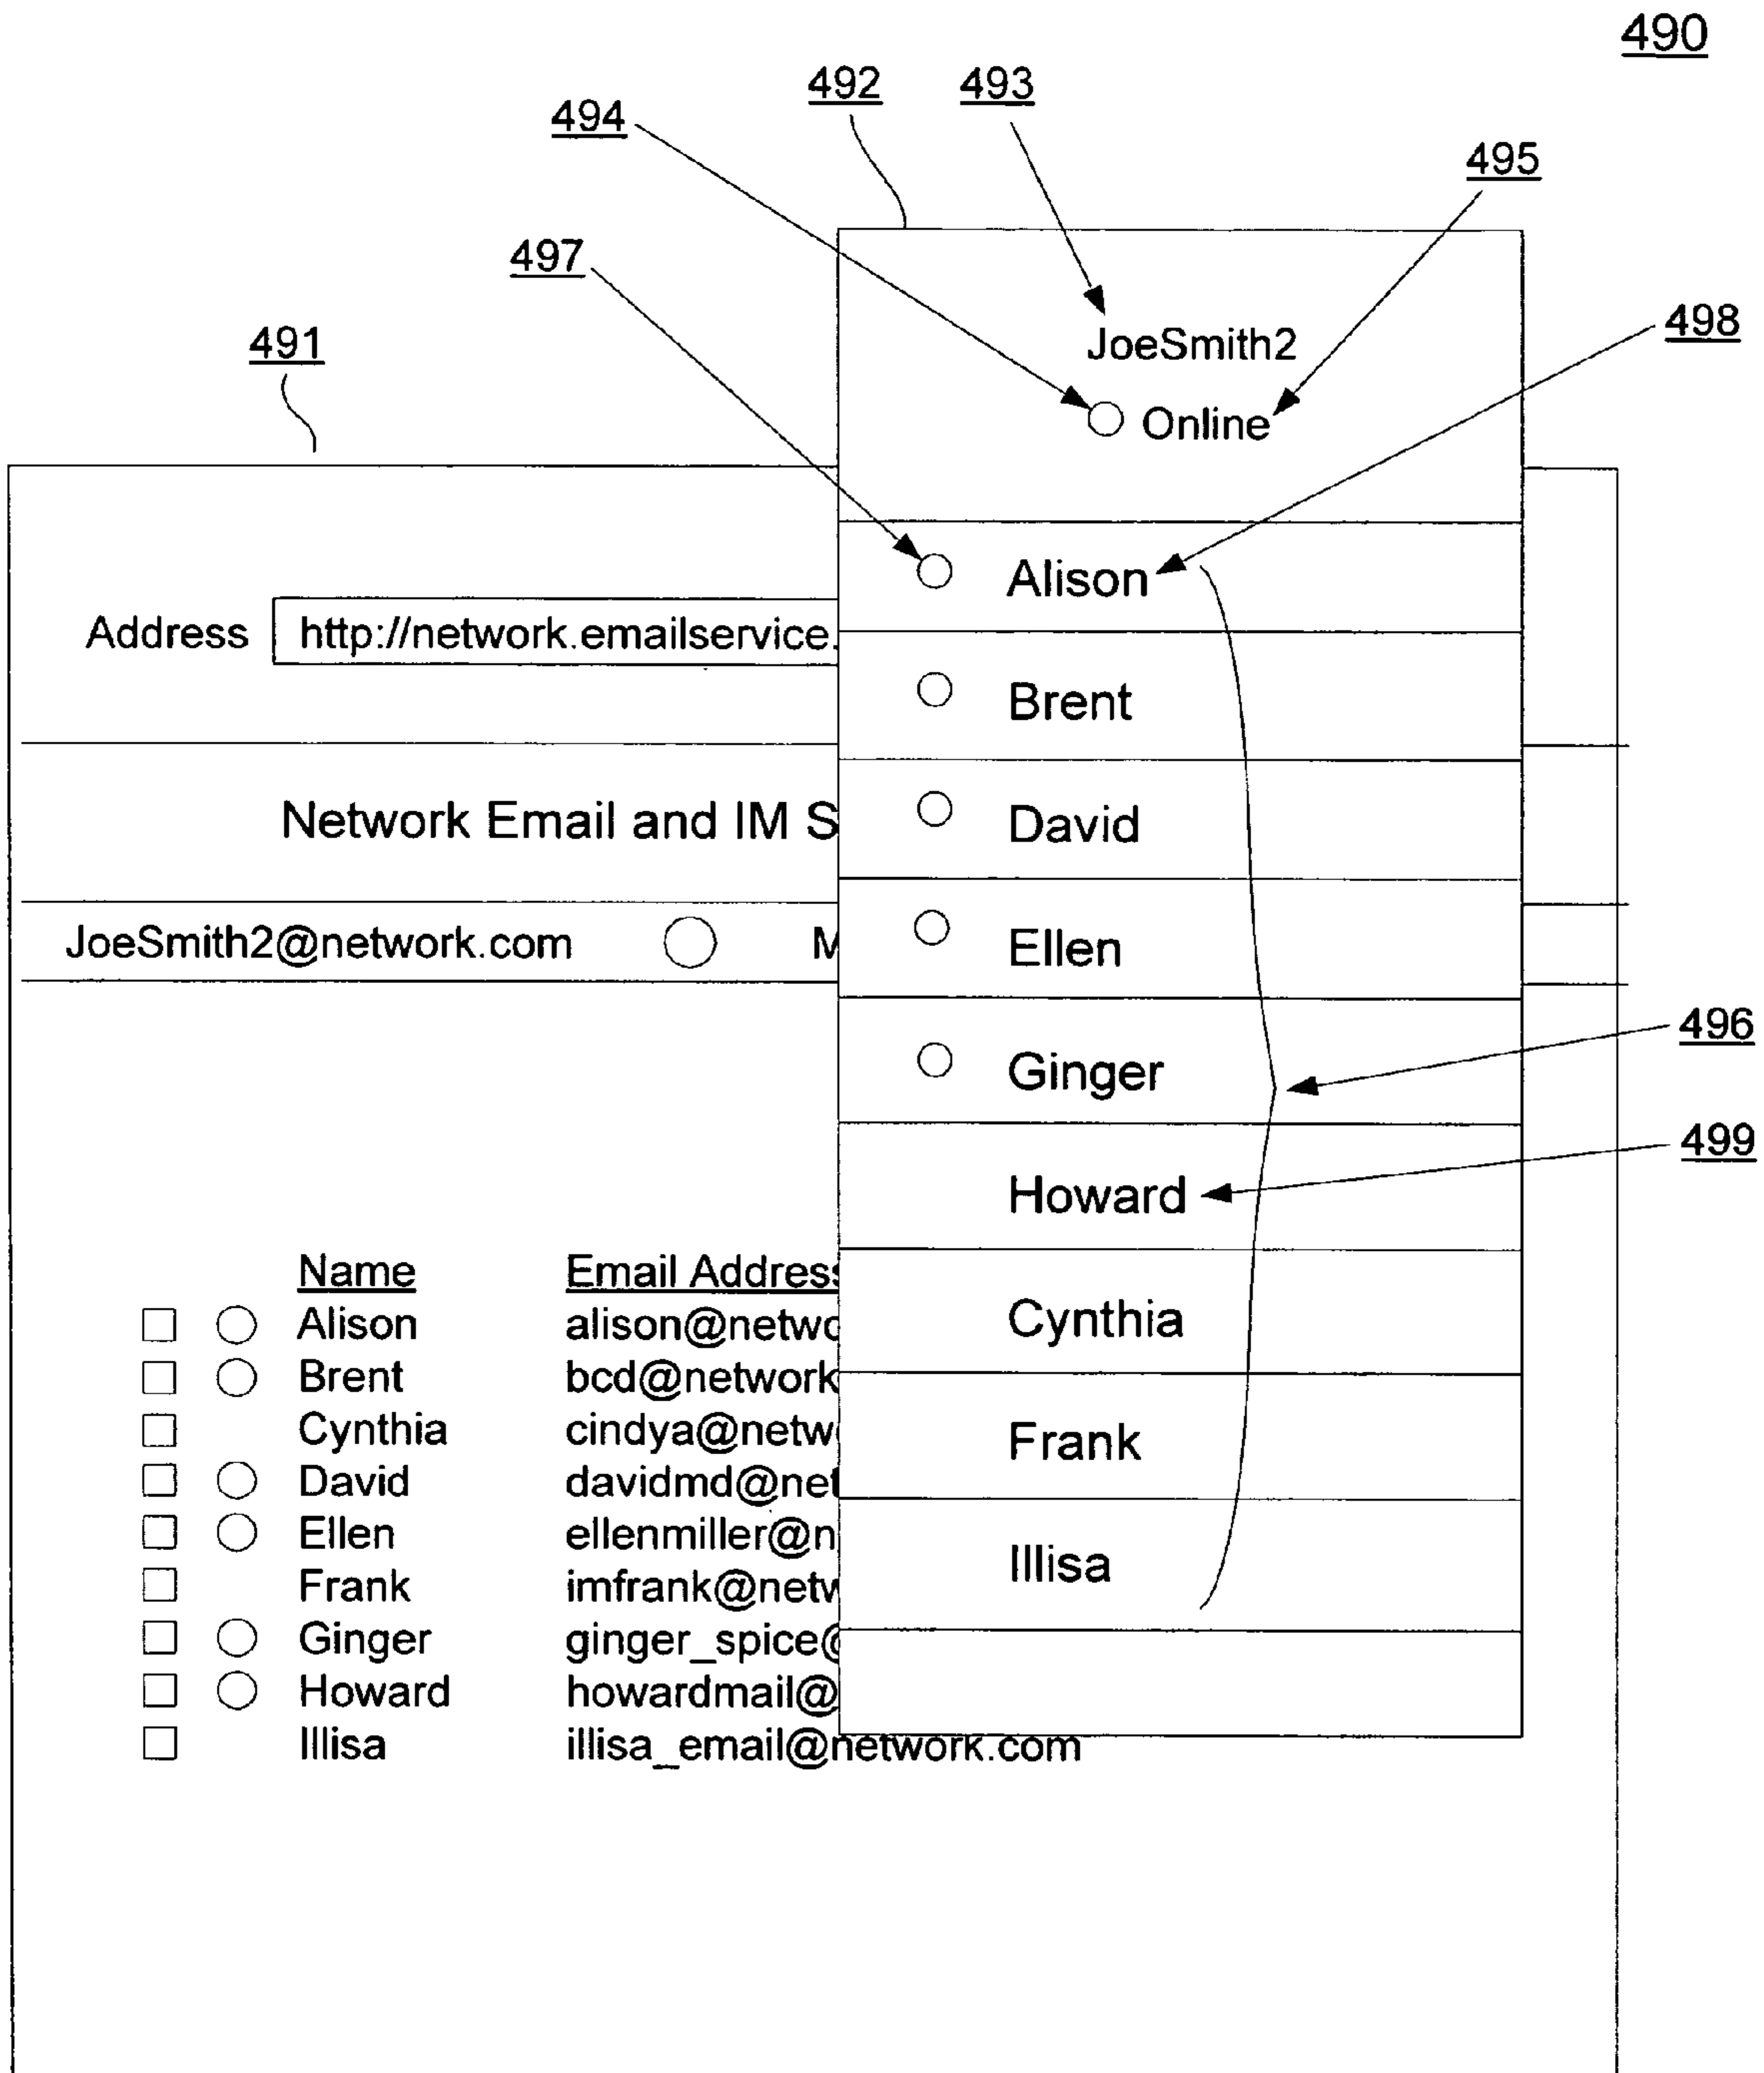 490
492
493
494
495
497
498
491
JoeSmith2
Online
Alison
Address
http://network.emailservice.
Brent
Network Email and IM S
David
JoeSmith2@network.com
M
Ellen
Ginger
496
499
Howard
Cynthia
Frank
Illisa
Name Email Address
Alison alison@netwo
Brent bcd@network
Cynthia cindya@netw
David davidmd@net
Ellen ellenmiller@n
Frank imfrank@netw
Ginger ginger_spice@
Howard howardmail@
Illisa illisa_email@network.com